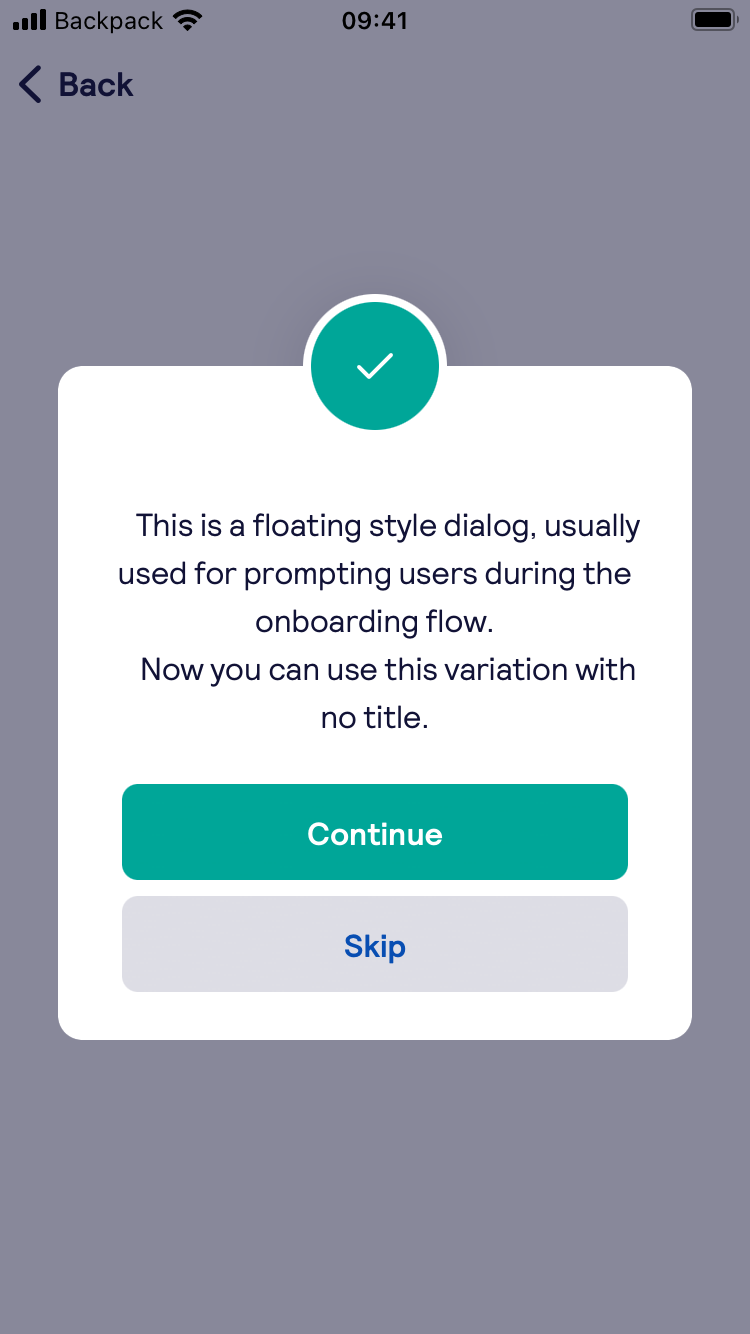 Backpack 09:41
Back
This is a floating style dialog, usually
used for prompting users during the
onboarding flow.
Now you can use this variation with
no title.
Continue
Skip